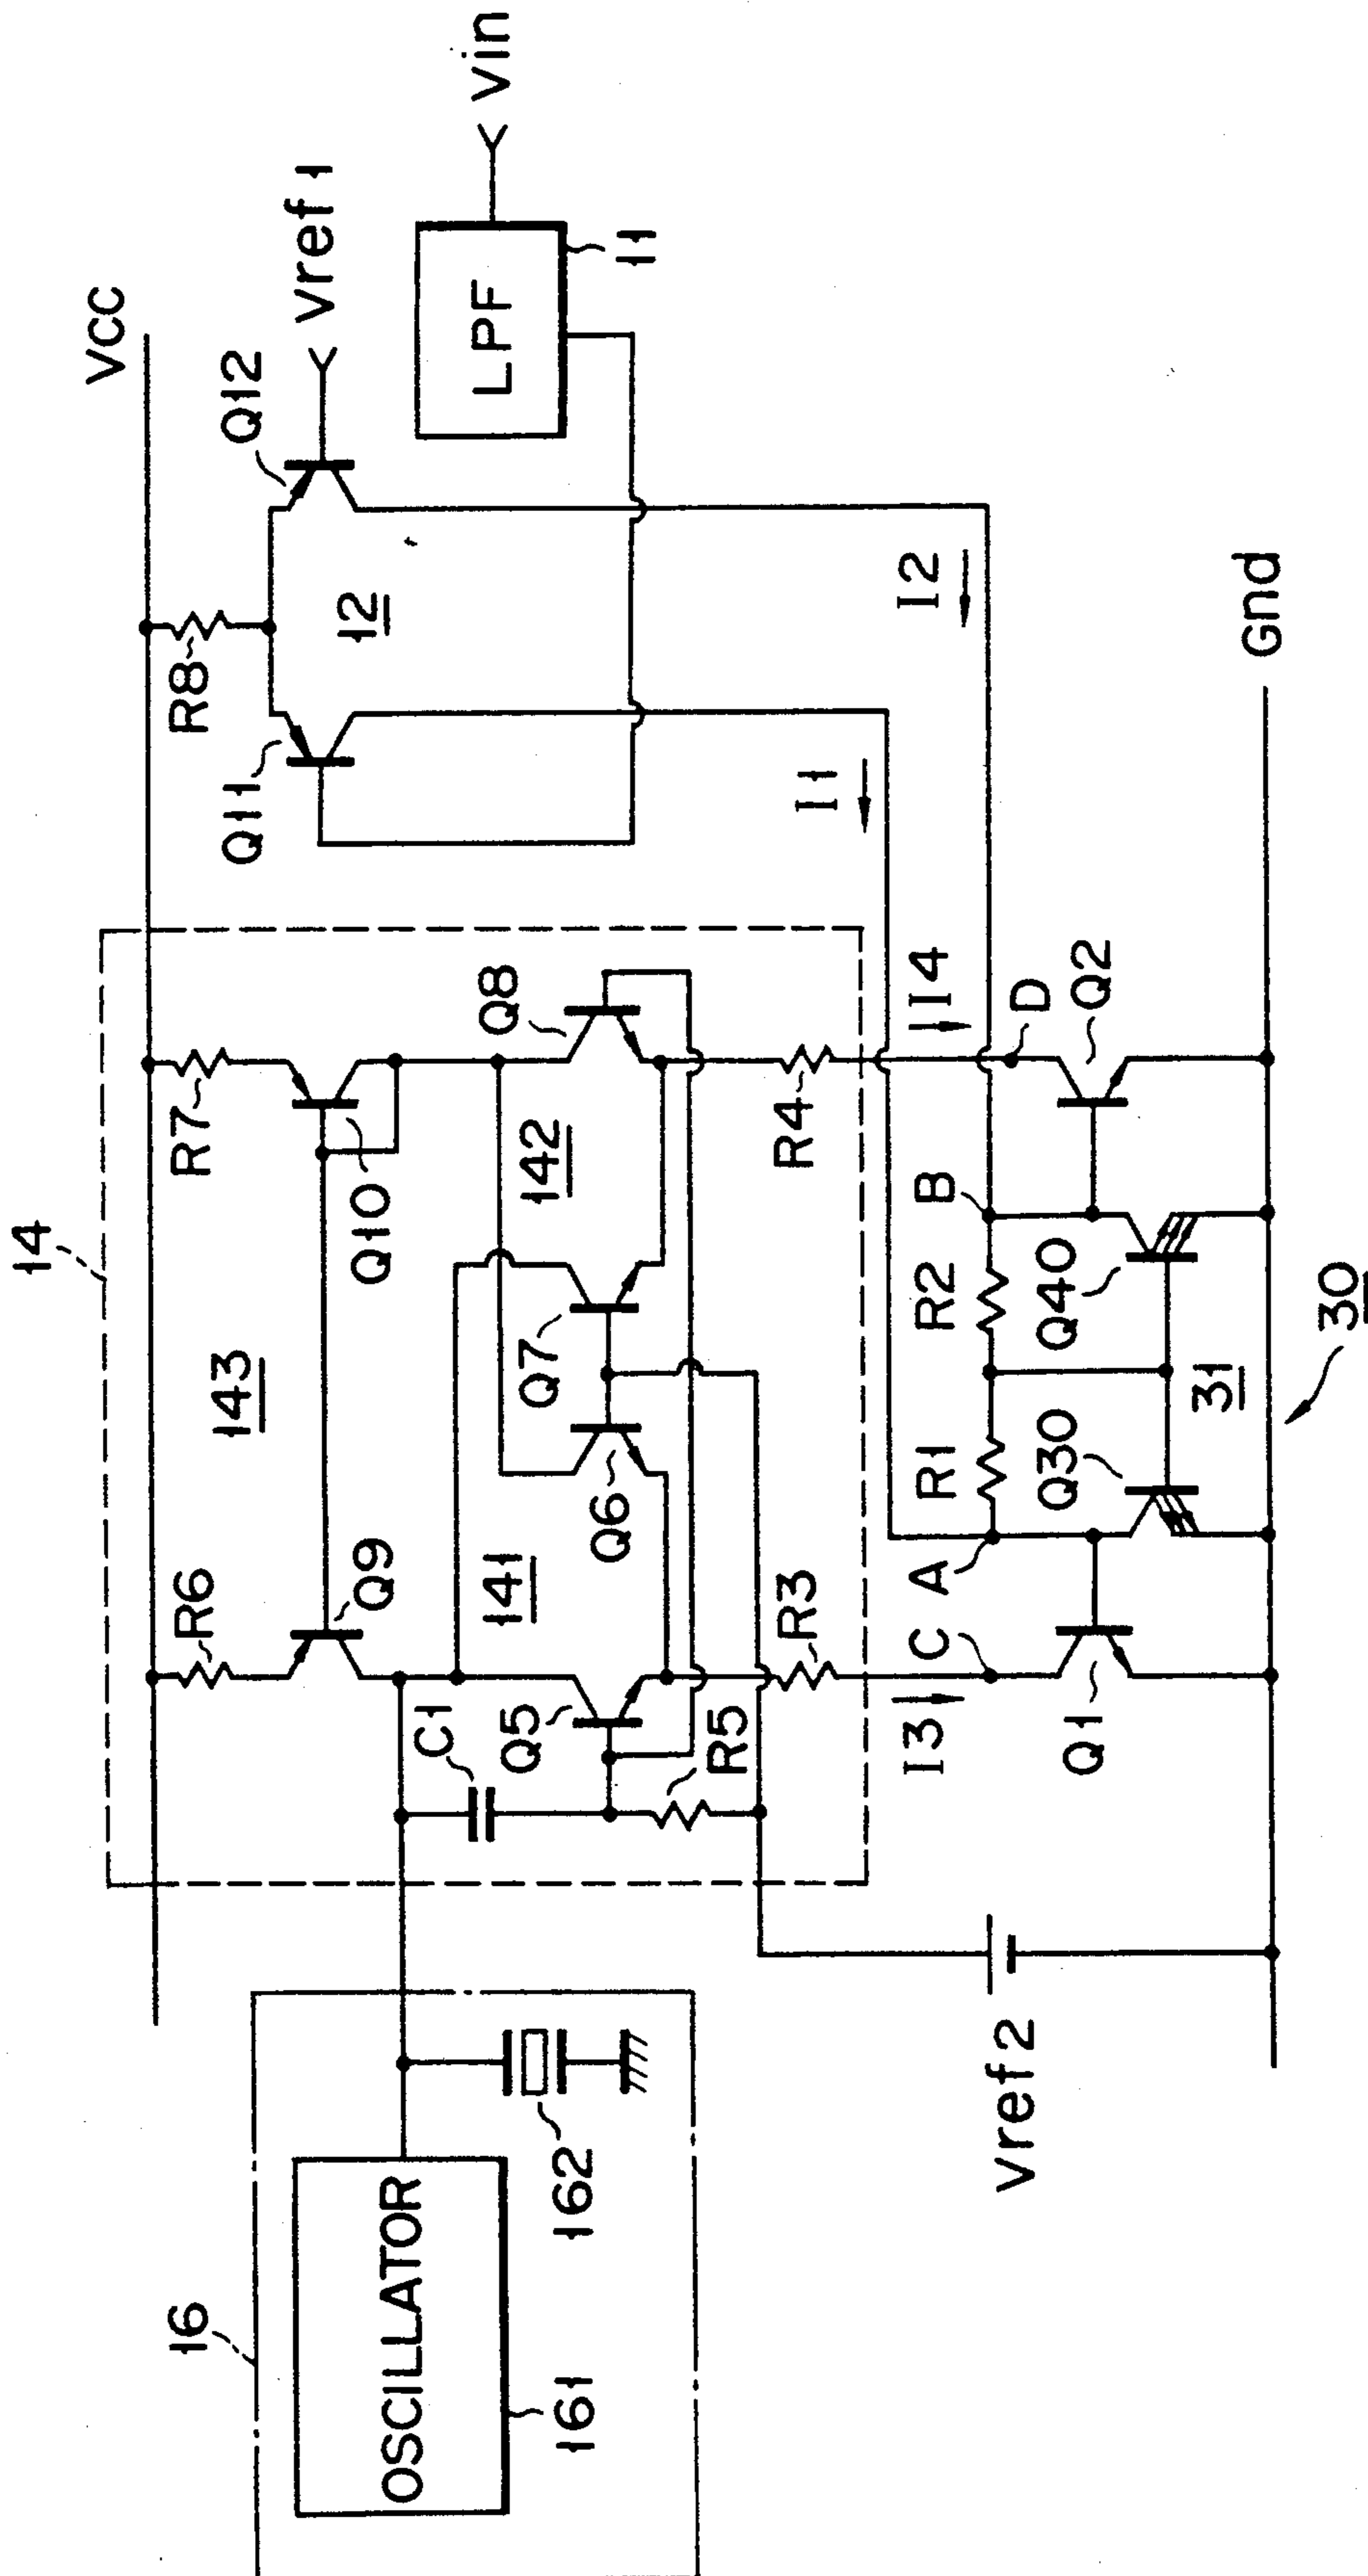 VCC
Vref1
Vin
LPF
11
Q12
R8
12
Q11
I2
I1
Gnd
14
R7
Q10
Q8
142
143
Q7
Q6
141
R6
Q9
C1
Q5
R5
R3
R4
I4
D
Q2
B
R2
Q40
R1
Q30
31
30
A
C
I3
Q1
Vref2
16
OSCILLATOR
161
162